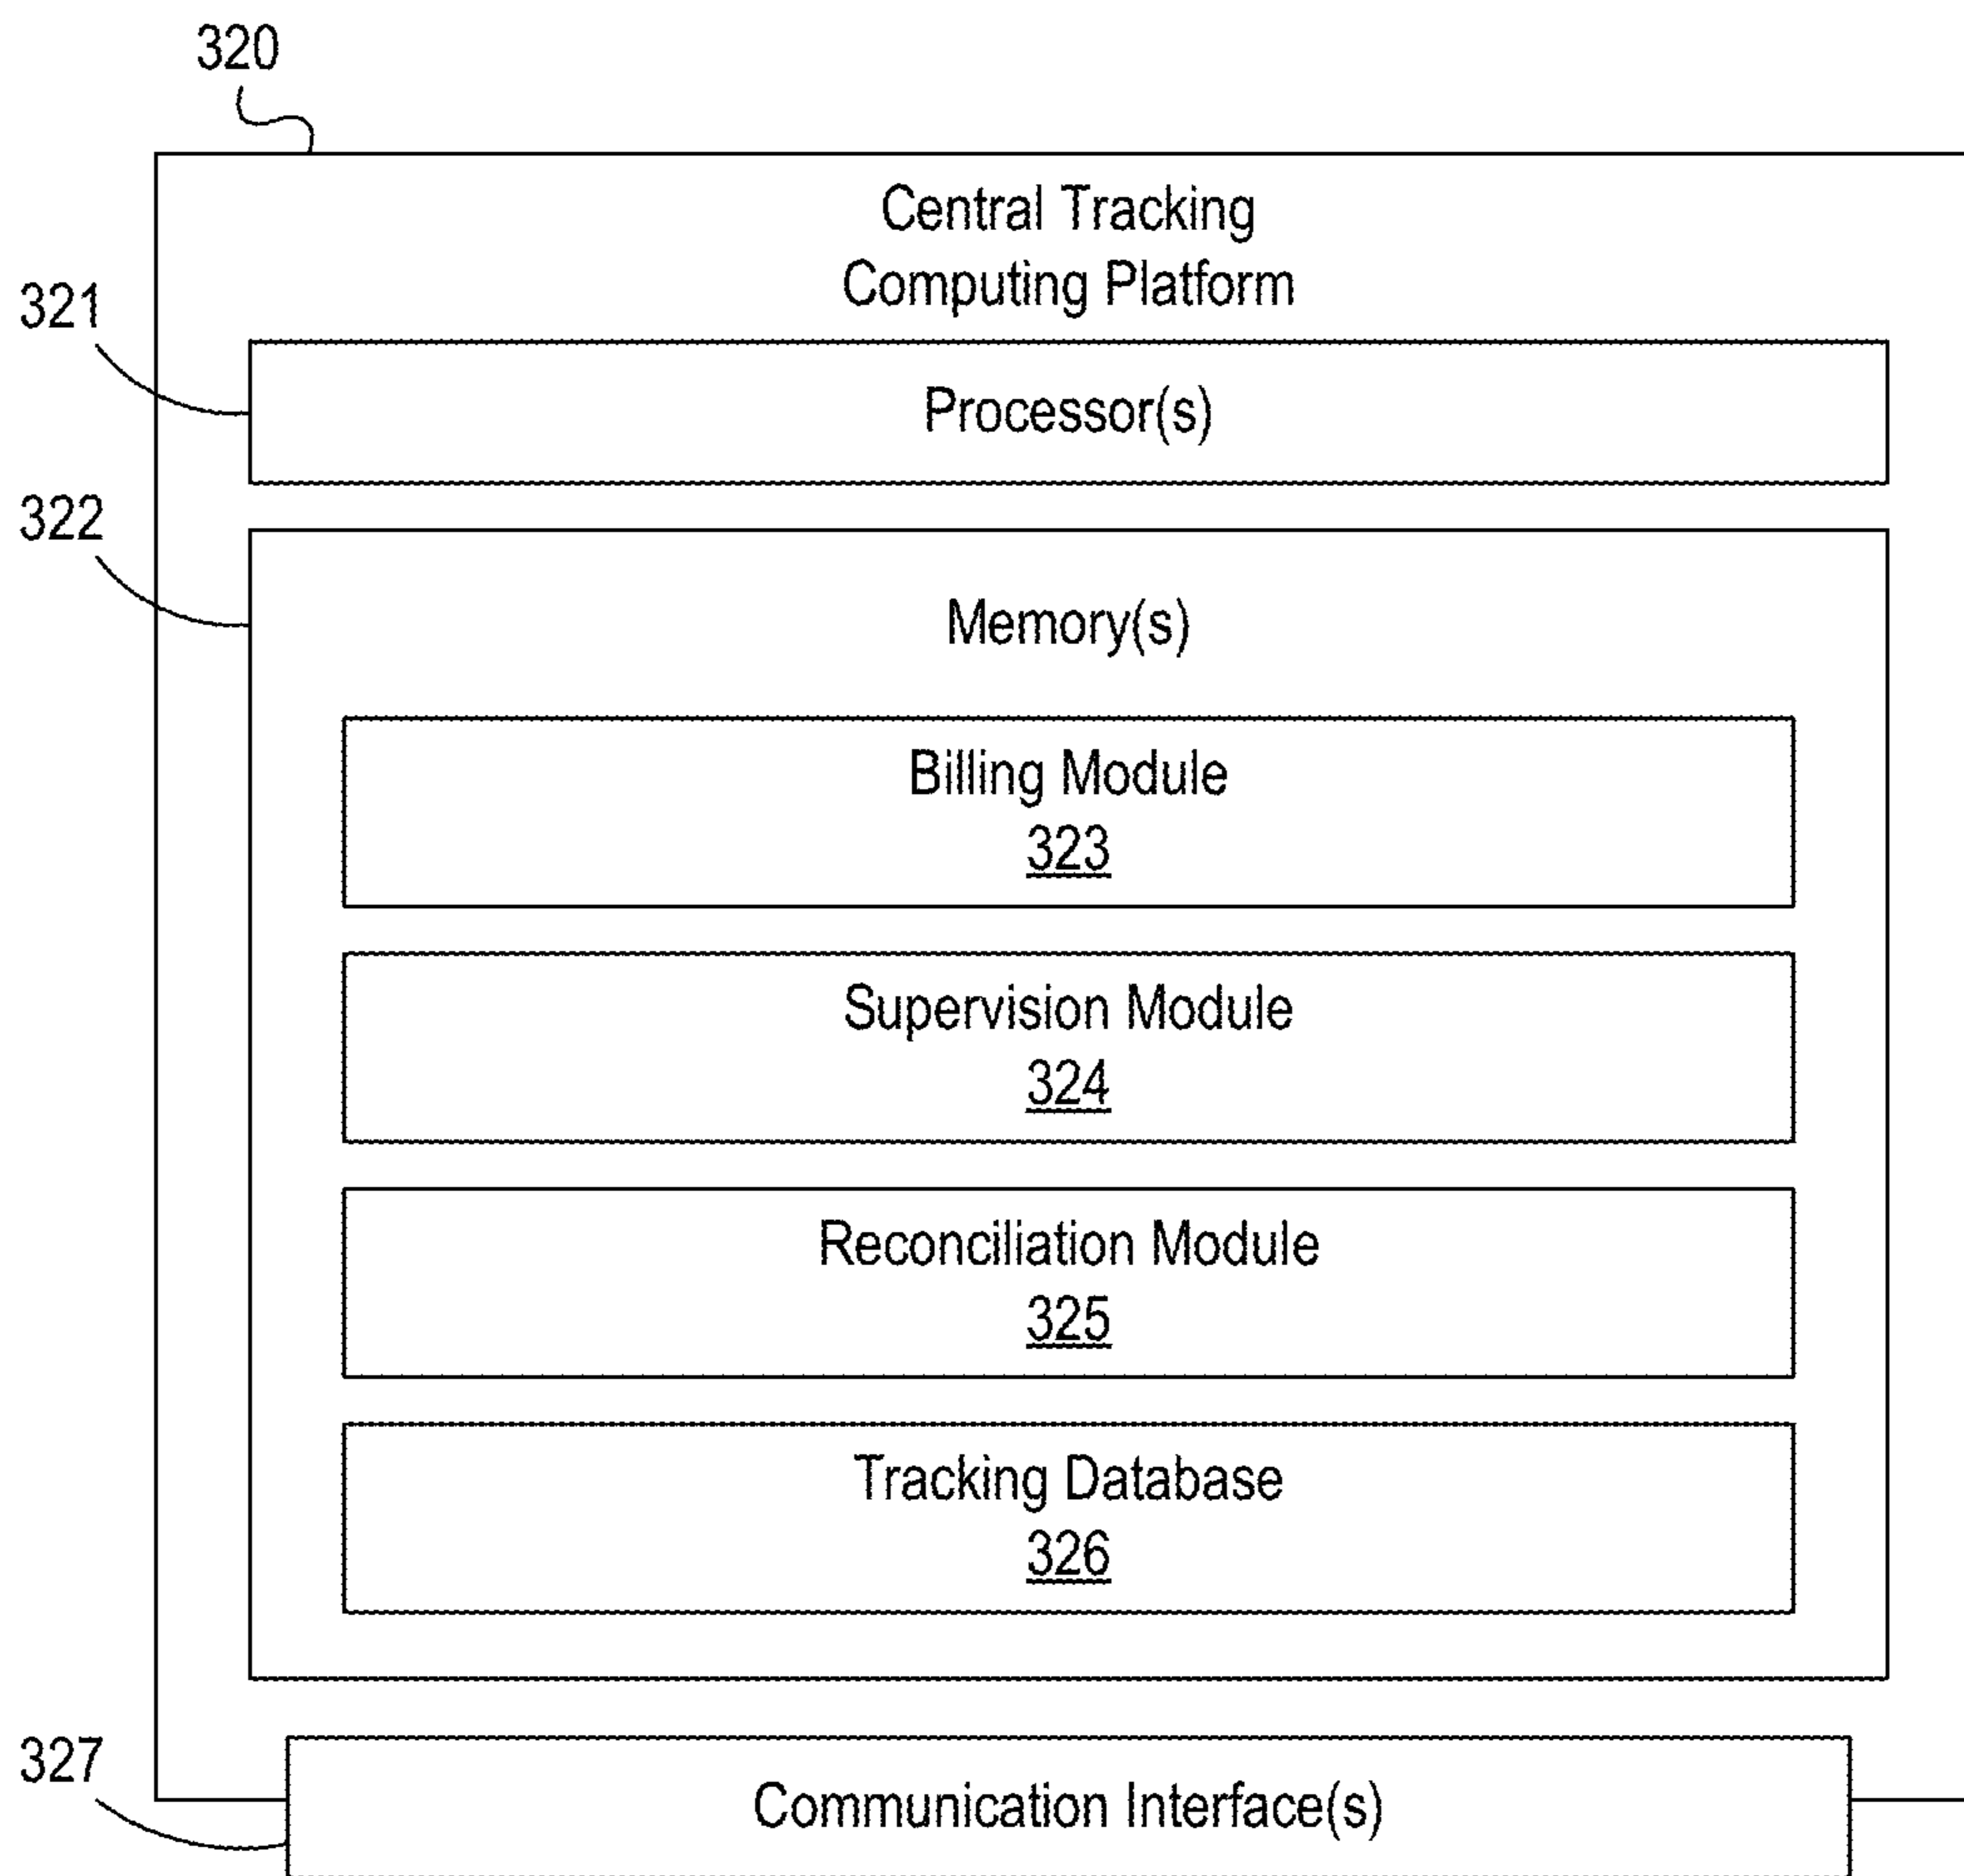 320
Central Tracking
Computing Platform
321
Processor(s)
322
Memory(s)
Billing Module
323
Supervision Module
324
Reconciliation Module
325
Tracking Database
326
327
Communication Interface(s)